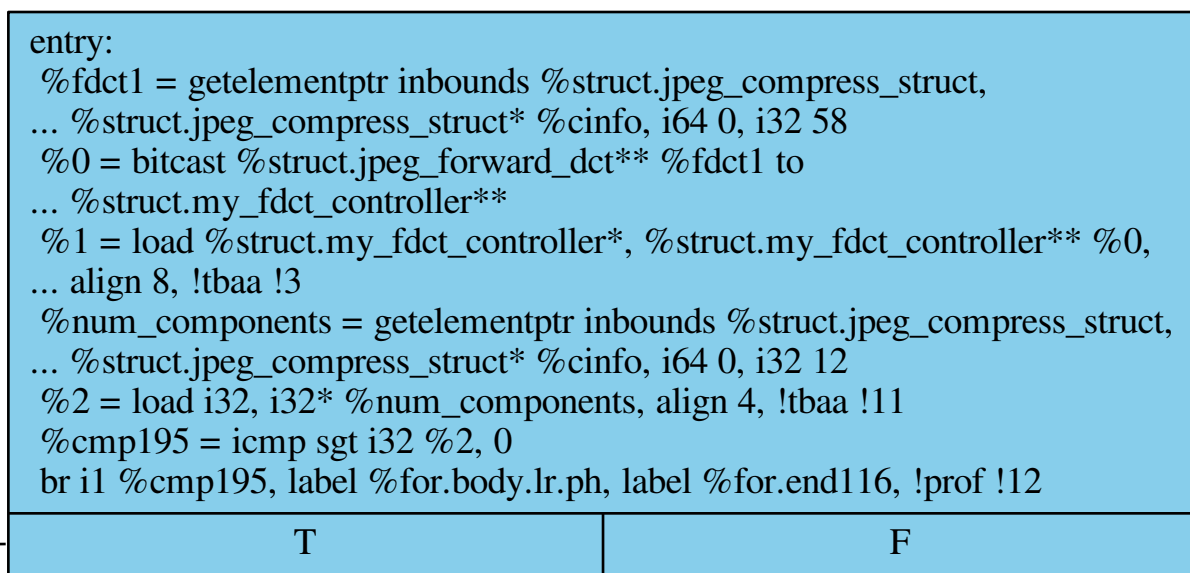 entry:
%fdct1 = getelementptr inbounds %struct.jpeg_compress_struct,
... %struct.jpeg_compress_struct* %cinfo, i64 0, i32 58
%0 = bitcast %struct.jpeg_forward_dct** %fdct1 to
... %struct.my_fdct_controller**
%1 = load %struct.my_fdct_controller*, %struct.my_fdct_controller** %0,
... align 8, !tbaa !3
%num_components = getelementptr inbounds %struct.jpeg_compress_struct,
... %struct.jpeg_compress_struct* %cinfo, i64 0, i32 12
%2 = load i32, i32* %num_components, align 4, !tbaa !11
%cmp195 = icmp sgt i32 %2, 0
br i1 %cmp195, label %for.body.lr.ph, label %for.end116, !prof !12
T F